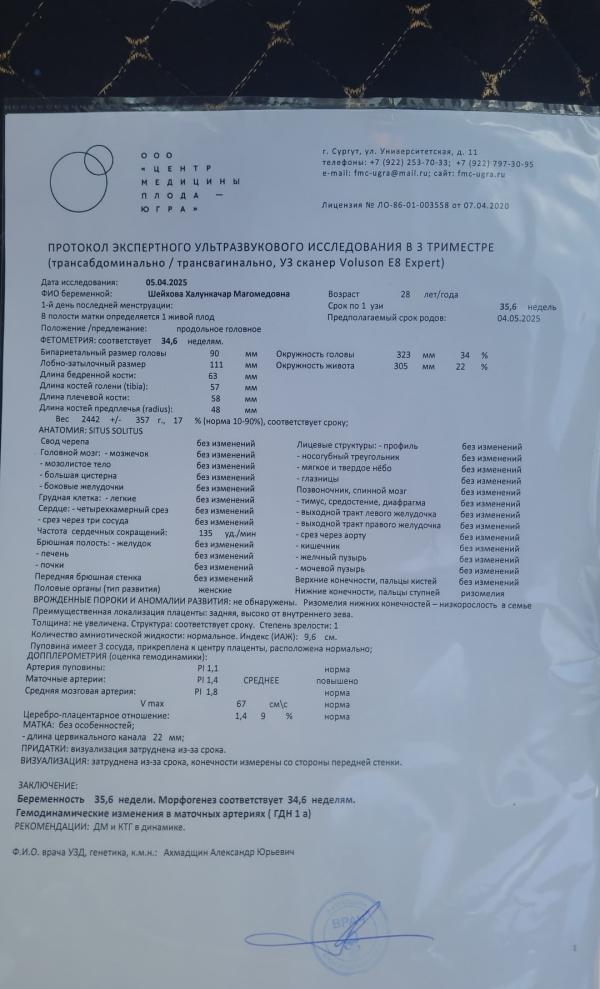 ООО
«ЦЕНТР
МЕДИЦИНЫ
ПЛОДА —
ЮГРА»
г. Сургут, ул. Университетская, д. 11
телефоны: +7 (922) 253-70-33; +7 (922) 797-30-95
e-mail: fmc-ugra@mail.ru; сайт: fmc-ugra.ru
Лицензия № ЛО-86-01-003558 от 07.04.2020
ПРОТОКОЛ ЭКСПЕРТНОГО УЛЬТРАЗВУКОВОГО ИССЛЕДОВАНИЯ В 3 ТРИМЕСТРЕ
(трансабдоминально / трансвагинально, УЗ сканер Voluson E8 Expert)
Дата исследования: 05.04.2025
ФИО беременной: Шейхова Халункачар Магомедовна Возраст 28 лет/года
1-й день последней менструации: Срок по 1 узи 35,6 недель
В полости матки определяется 1 живой плод Предполагаемый срок родов: 04.05.2025
Положение /предлежание: продольное головное
ФЕТОМЕТРИЯ: соответствует 34,6 неделям.
Бипариетальный размер головы 90 мм Окружность головы 323 мм 34 %
Лобно-затылочный размер 111 мм Окружность живота 305 мм 22 %
Длина бедренной кости: 63 мм
Длина костей голени (tibia): 57 мм
Длина плечевой кости: 58 мм
Длина костей предплечья (radius): 48 мм
Вес 2442 +/- 357 г., 17 % (норма 10-90%), соответствует сроку;
АНАТОМИЯ: SITUS SOLITUS
Свод черепа без изменений Лицевые структуры: - профиль без изменений
Головной мозг: - мозжечок без изменений - носогубный треугольник без изменений
- мозолистое тело без изменений - мягкое и твердое нёбо без изменений
- большая цистерна без изменений - глазницы без изменений
- боковые желудочки без изменений Позвоночник, спинной мозг без изменений
Грудная клетка: - легкие без изменений - тимус, средостение, диафрагма без изменений
Сердце: - четырехкамерный срез без изменений - выходной тракт левого желудочка без изменений
- срез через три сосуда без изменений - выходной тракт правого желудочка без изменений
Частота сердечных сокращений: 135 уд./мин - срез через аорту без изменений
Брюшная полость: - желудок без изменений - кишечник без изменений
- печень без изменений - желчный пузырь без изменений
- почки без изменений - мочевой пузырь без изменений
Передняя брюшная стенка без изменений Верхние конечности, пальцы кистей без изменений
Половые органы (тип развития) женские Нижние конечности, пальцы ступней ризомелия
ВРОЖДЕННЫЕ ПОРОКИ И АНОМАЛИИ РАЗВИТИЯ: не обнаружены. Ризомелия нижних конечностей – низкорослость в семье
Преимущественная локализация плаценты: задняя, высоко от внутреннего зева.
Толщина: не увеличена. Структура: соответствует сроку. Степень зрелости: 1
Количество амниотической жидкости: нормальное. Индекс (ИАЖ): 9,6 см.
Пуповина имеет 3 сосуда, прикреплена к центру плаценты, расположена нормально;
ДОППЛЕРОМЕТРИЯ (оценка гемодинамики):
Артерия пуповины: PI 1,1 норма
Маточные артерии: PI 1,4 СРЕДНЕЕ повышено
Средняя мозговая артерия: PI 1,8 норма
V max 67 см\с норма
Церебро-плацентарное отношение: 1,4 9 % норма
МАТКА: без особенностей;
- длина цервикального канала 22 мм;
ПРИДАТКИ: визуализация затруднена из-за срока.
ВИЗУАЛИЗАЦИЯ: затруднена из-за срока, конечности измерены со стороны передней стенки.
ЗАКЛЮЧЕНИЕ:
Беременность 35,6 недели. Морфогенез соответствует 34,6 неделям.
Гемодинамические изменения в маточных артериях ( ГДН 1 а)
РЕКОМЕНДАЦИИ: ДМ и КТГ в динамике.
Ф.И.О. врача УЗД, генетика, к.м.н.: Ахмадщин Александр Юрьевич
ВРАЧ